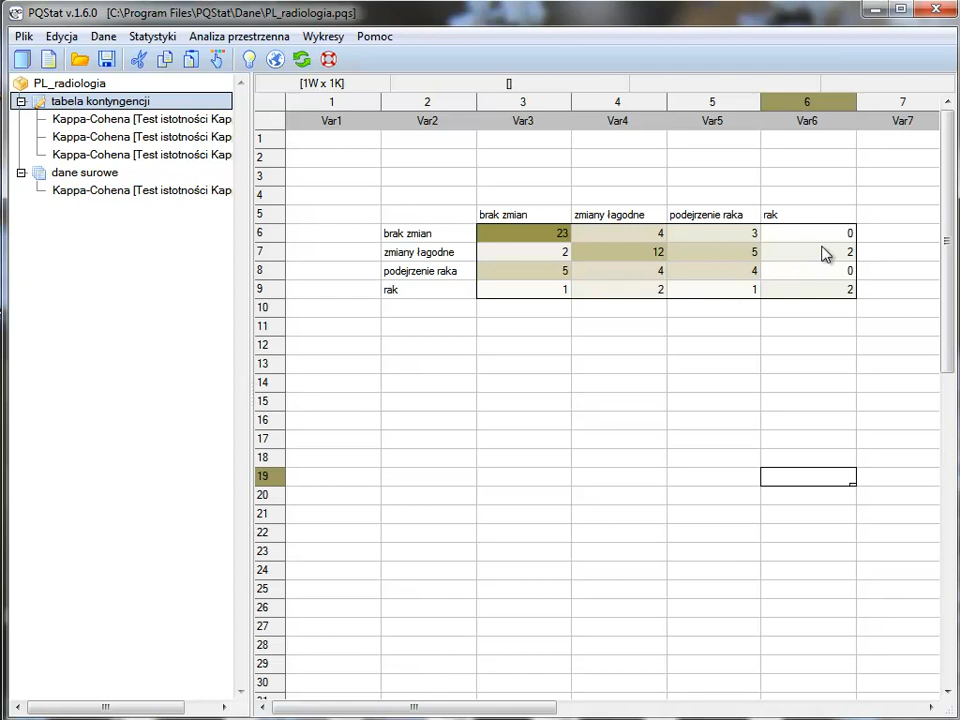 PQStat v.1.6.0 [C:\Program Files\PQStat\Dane\PL_radiologia.pqs]
Plik Edycja Dane Statystyki Analiza przestrzenna Wykresy Pomoc
PL_radiologia
tabela kontyngencji
Kappa-Cohena [Test istotności Kap
Kappa-Cohena [Test istotności Kap
Kappa-Cohena [Test istotności Kap
dane surowe
Kappa-Cohena [Test istotności Kap
[1W x 1K] []
1 2 3 4 5 6 7
Var1 Var2 Var3 Var4 Var5 Var6 Var7
1
2
3
4
5 brak zmian zmiany łagodne podejrzenie raka rak
6 brak zmian 23 4 3 0
7 zmiany łagodne 2 12 5 2
8 podejrzenie raka 5 4 4 0
9 rak 1 2 1 2
10
11
12
13
14
15
16
17
18
19
20
21
22
23
24
25
26
27
28
29
30